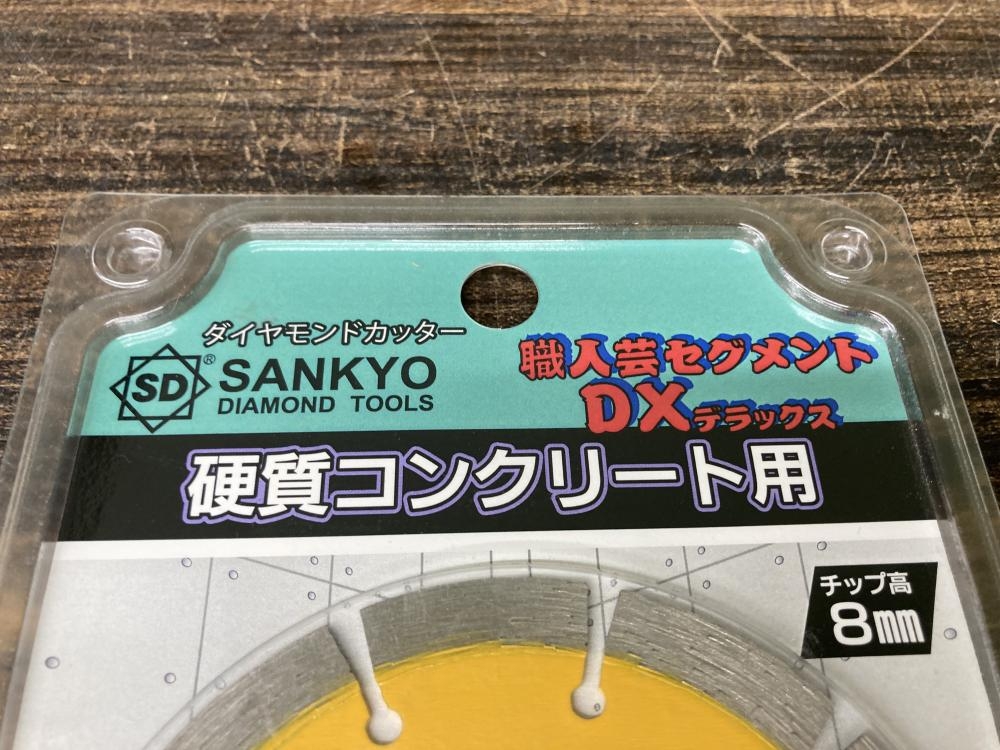 ダイヤモンドカッター
SD ® SANKYO
DIAMOND TOOLS
職人芸セグメント
DXデラックス
硬質コンクリート用
チップ高
8mm